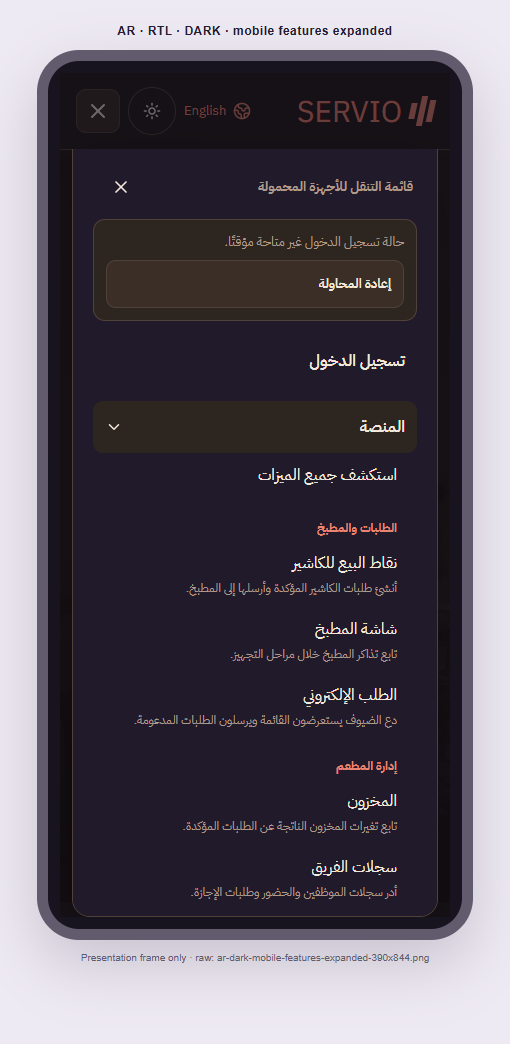 AR · RTL · DARK · mobile features expanded
SERVIO
English
قائمة التنقل للأجهزة المحمولة
حالة تسجيل الدخول غير متاحة مؤقتًا.
إعادة المحاولة
تسجيل الدخول
المنصة
استكشف جميع الميزات
الطلبات والمطبخ
نقاط البيع للكاشير
أنشئ طلبات الكاشير المؤكدة وأرسلها إلى المطبخ.
شاشة المطبخ
تابع تذاكر المطبخ خلال مراحل التجهيز.
الطلب الإلكتروني
دع الضيوف يستعرضون القائمة ويرسلون الطلبات المدعومة.
إدارة المطعم
المخزون
تابع تغيرات المخزون الناتجة عن الطلبات المؤكدة.
سجلات الفريق
أدر سجلات الموظفين والحضور وطلبات الإجازة.
Presentation frame only · raw: ar-dark-mobile-features-expanded-390x844.png